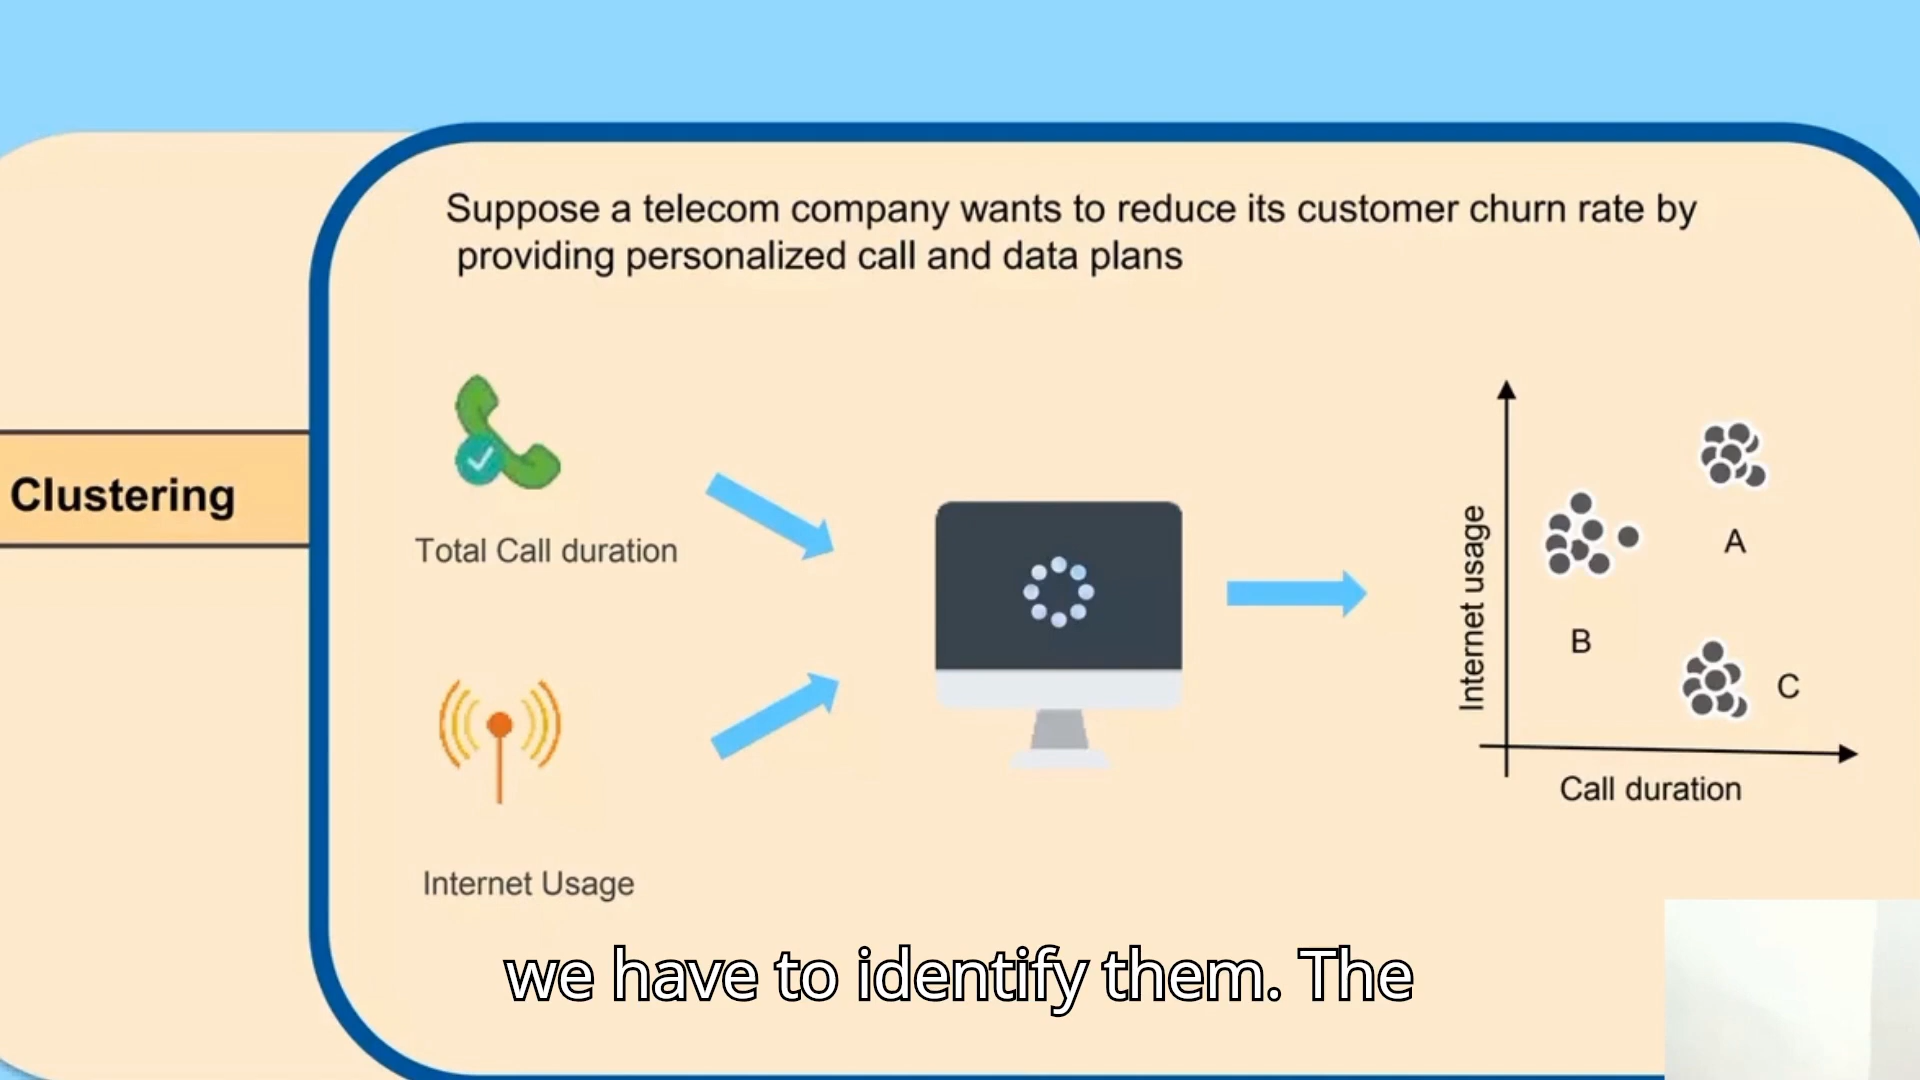 Suppose a telecom company wants to reduce its customer churn rate by
providing personalized call and data plans
Clustering
Total Call duration
Internet Usage
Internet usage
A
B
C
Call duration
we have to identify them. The